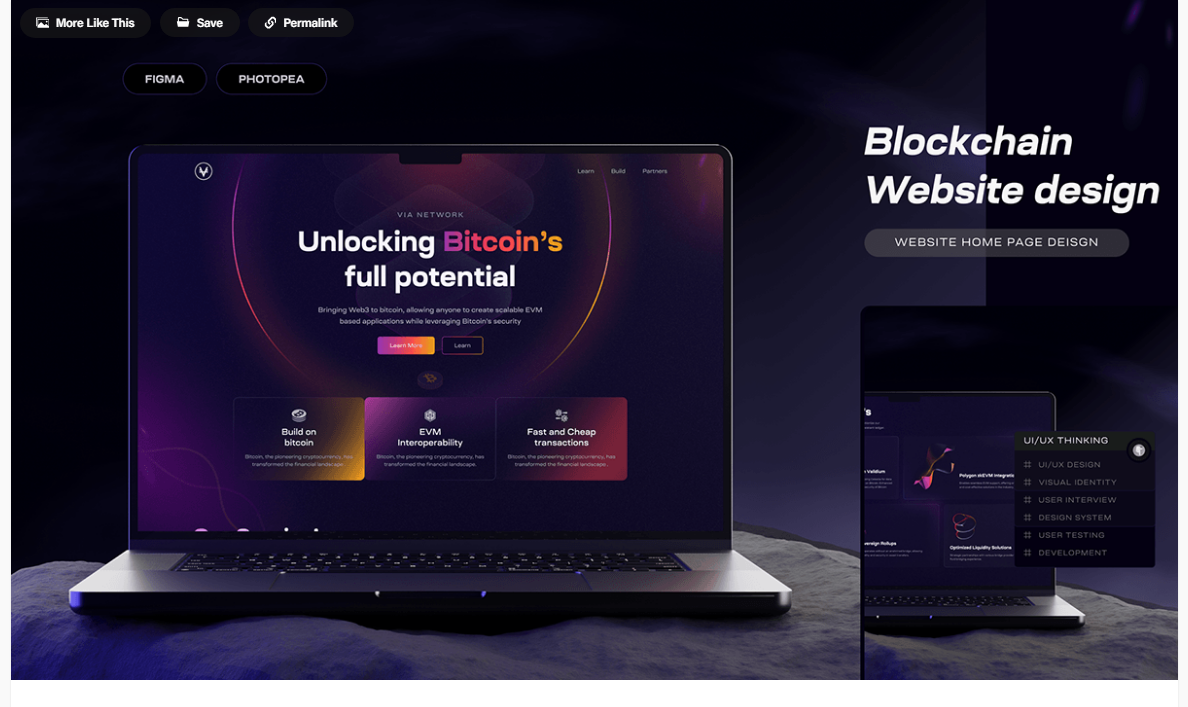 More Like This
Save
Permalink
FIGMA
PHOTOPEA
Blockchain
Website design
WEBSITE HOME PAGE DEISGN
Learn
Build
Partners
VIA NETWORK
Unlocking Bitcoin's
full potential
Bringing Web3 to bitcoin, allowing anyone to create scalable EVM
based applications while leveraging Bitcoin's security
Learn More
Learn
Build on
bitcoin
Bitcoin, the pioneering cryptocurrency, has
transformed the financial landscape.
EVM
Interoperability
Bitcoin, the pioneering cryptocurrency, has
transformed the financial landscape.
Fast and Cheap
transactions
Bitcoin, the pioneering cryptocurrency, has
transformed the financial landscape..
's
Validium
Polygon zkEVM Integratio
Rollups
Optimized Liquidity Solutions
UI/UX THINKING
# UI/UX DESIGN
# VISUAL IDENTITY
# USER INTERVIEW
# DESIGN SYSTEM
# USER TESTING
# DEVELOPMENT